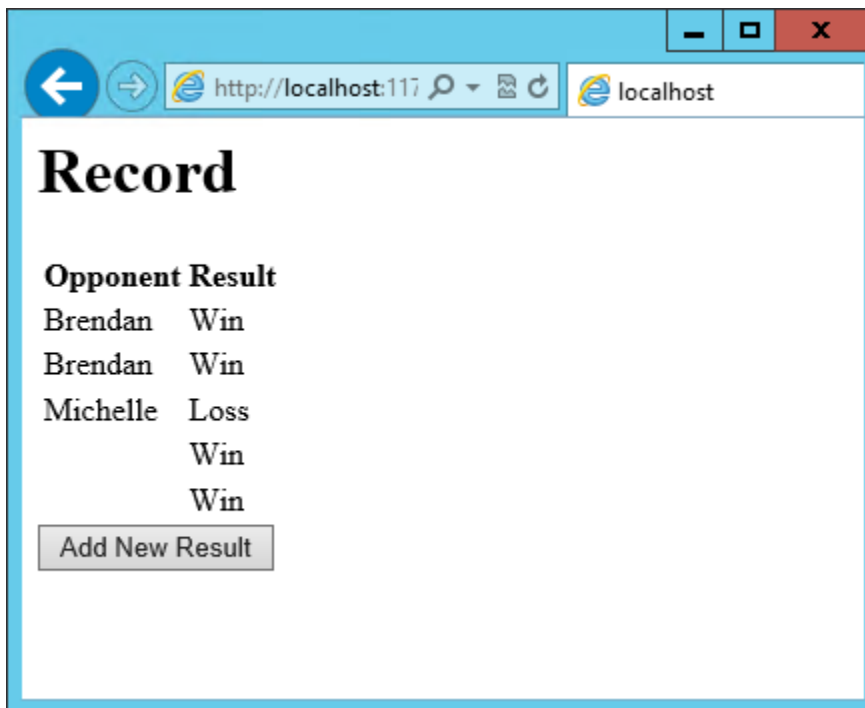 http://localhost:117
localhost
Record
Opponent Result
Brendan Win
Brendan Win
Michelle Loss
Win
Win
Add New Result